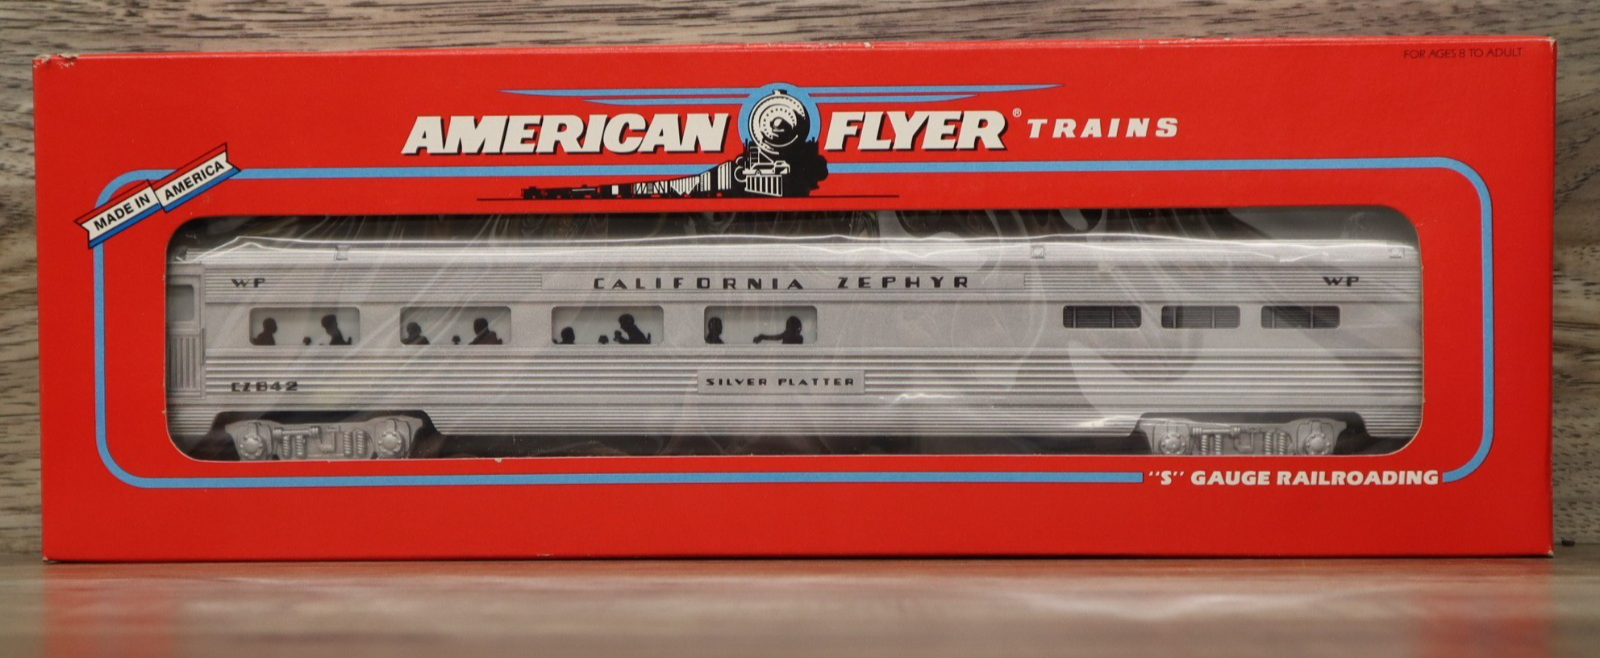 FOR AGES 8 TO ADULT
AMERICAN FLYER® TRAINS
MADE IN AMERICA
WP CALIFORNIA ZEPHYR WP
CZ842 SILVER PLATTER
"S" GAUGE RAILROADING